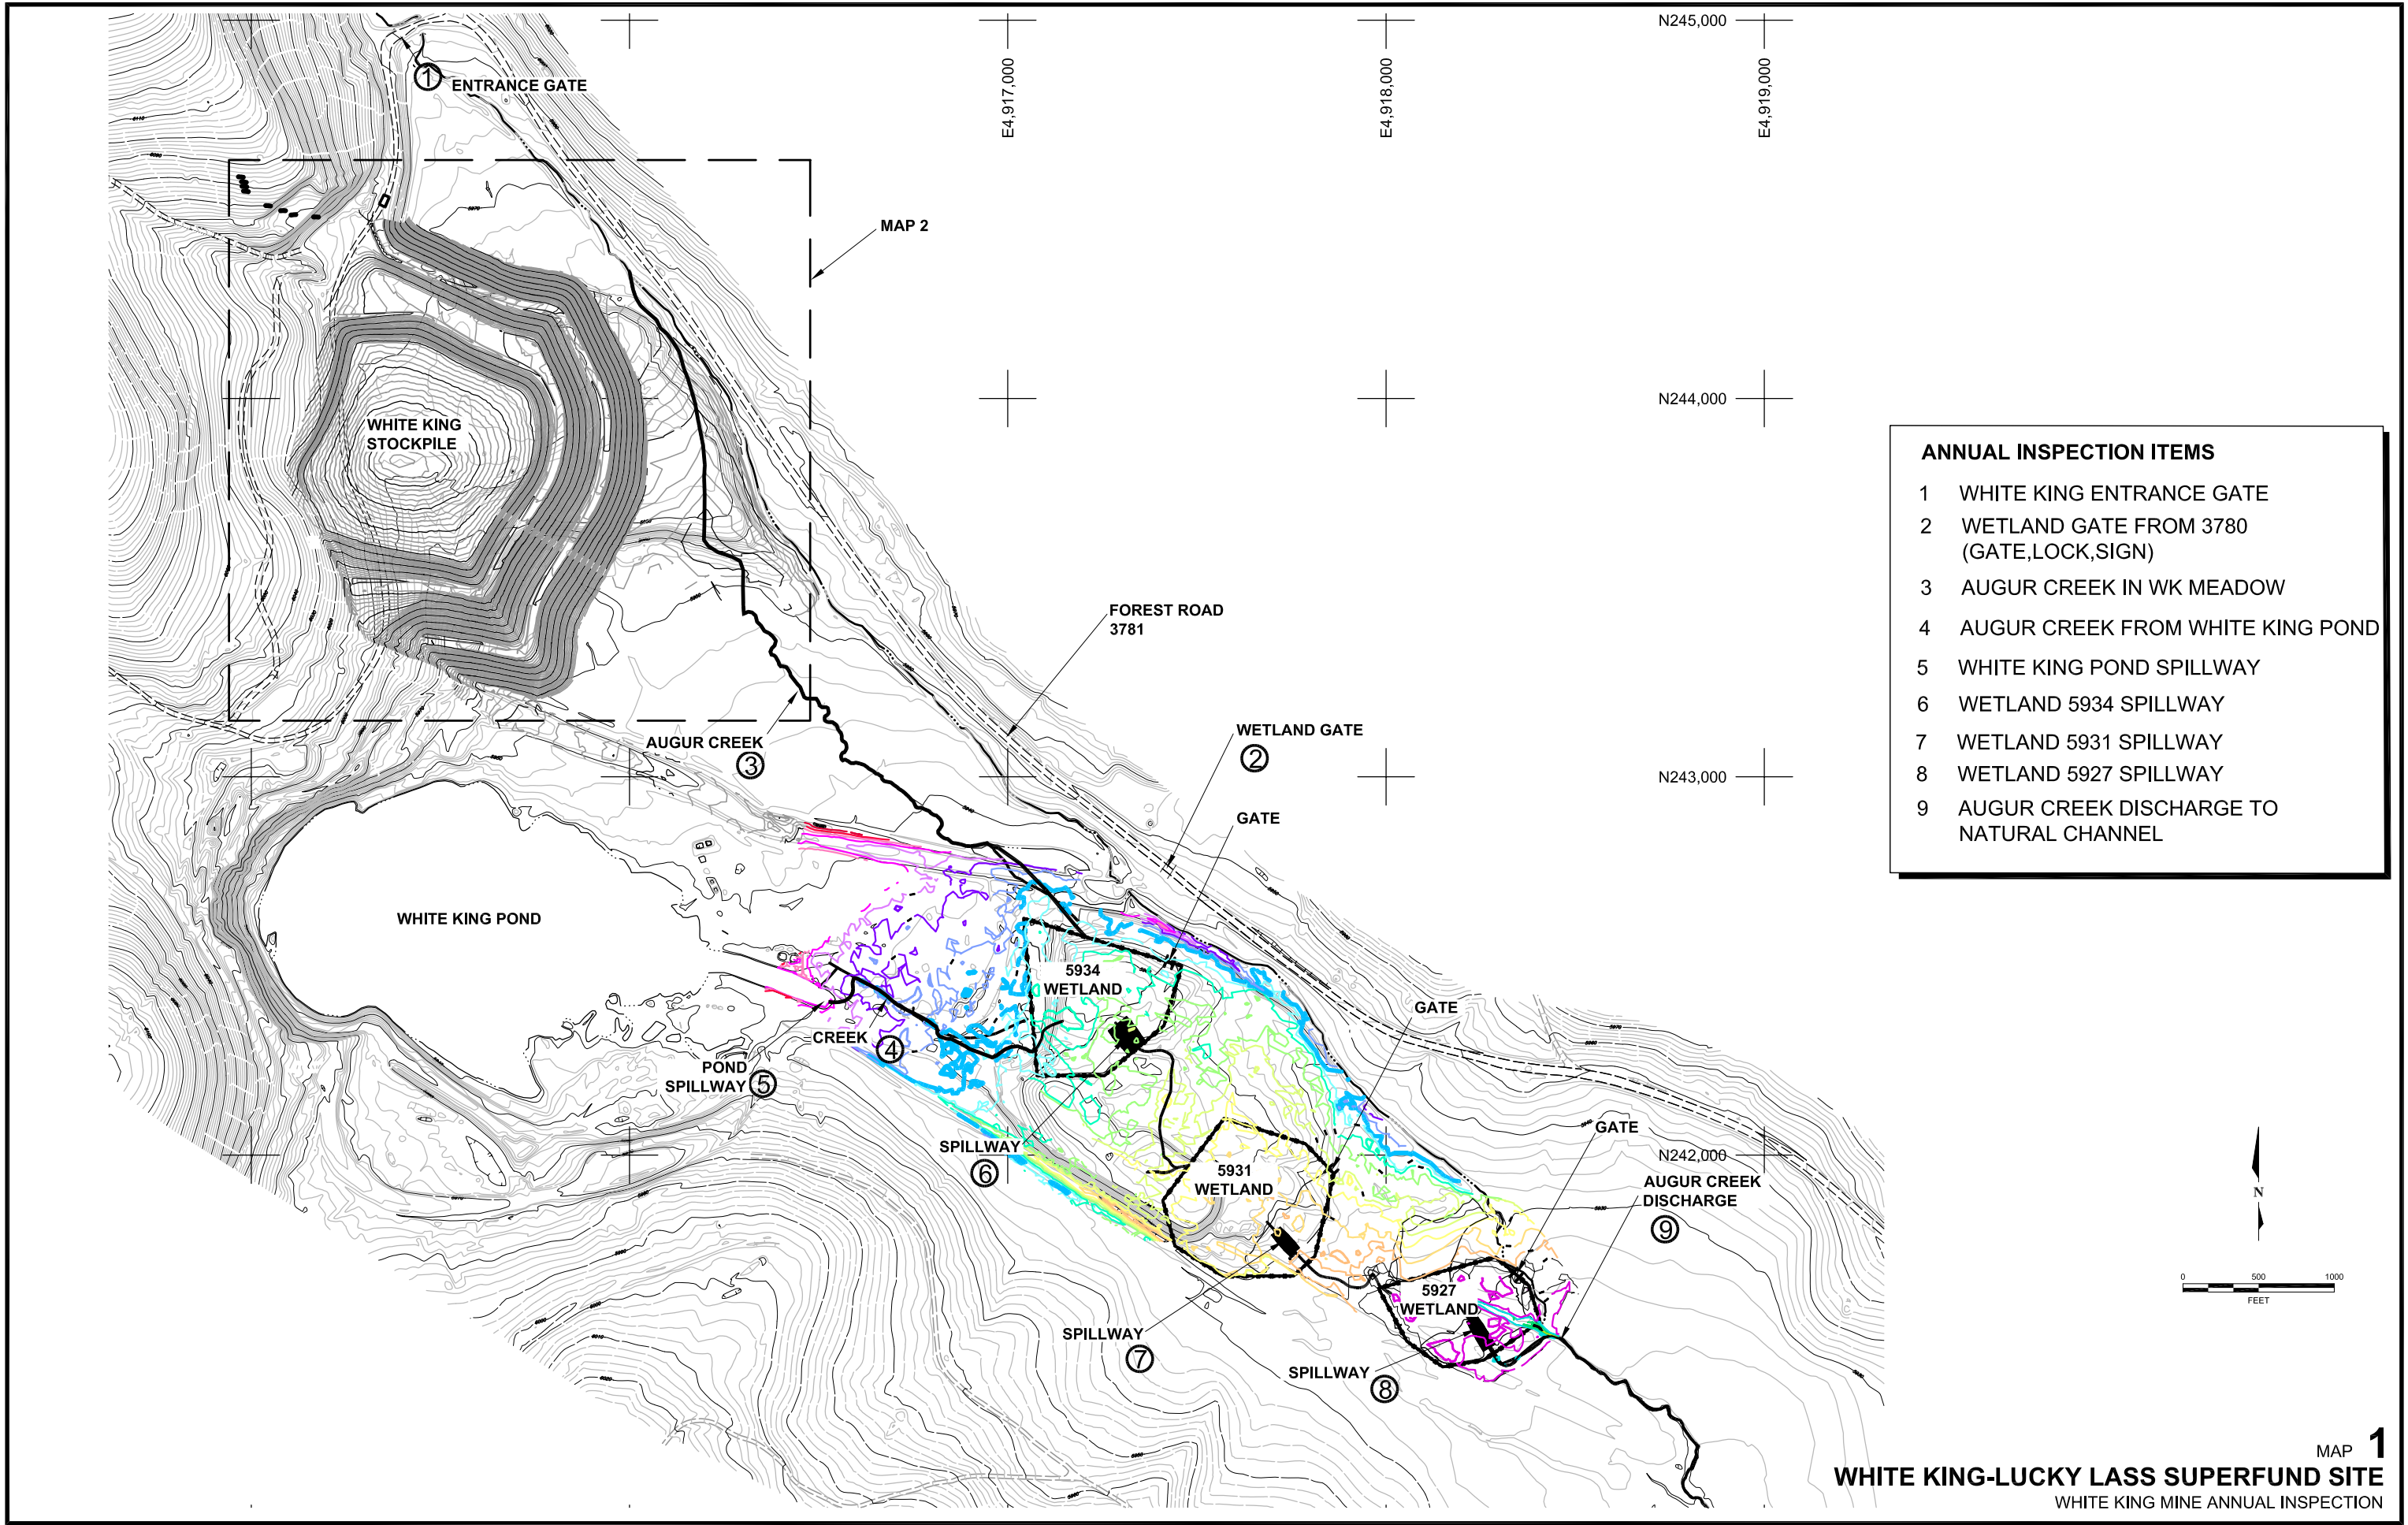 N245,000
E4,917,000
E4,918,000
E4,919,000
1 ENTRANCE GATE
MAP 2
N244,000
WHITE KING
STOCKPILE
ANNUAL INSPECTION ITEMS
1 WHITE KING ENTRANCE GATE
2 WETLAND GATE FROM 3780
(GATE,LOCK,SIGN)
3 AUGUR CREEK IN WK MEADOW
4 AUGUR CREEK FROM WHITE KING POND
5 WHITE KING POND SPILLWAY
6 WETLAND 5934 SPILLWAY
7 WETLAND 5931 SPILLWAY
8 WETLAND 5927 SPILLWAY
9 AUGUR CREEK DISCHARGE TO
NATURAL CHANNEL
FOREST ROAD
3781
WETLAND GATE
2
AUGUR CREEK
3
N243,000
GATE
WHITE KING POND
5934
WETLAND
GATE
CREEK 4
POND
SPILLWAY 5
GATE
SPILLWAY
6
5931
WETLAND
N242,000
AUGUR CREEK
DISCHARGE
9
N
0 500 1000
FEET
5927
WETLAND
SPILLWAY
7
SPILLWAY
8
MAP 1
WHITE KING-LUCKY LASS SUPERFUND SITE
WHITE KING MINE ANNUAL INSPECTION